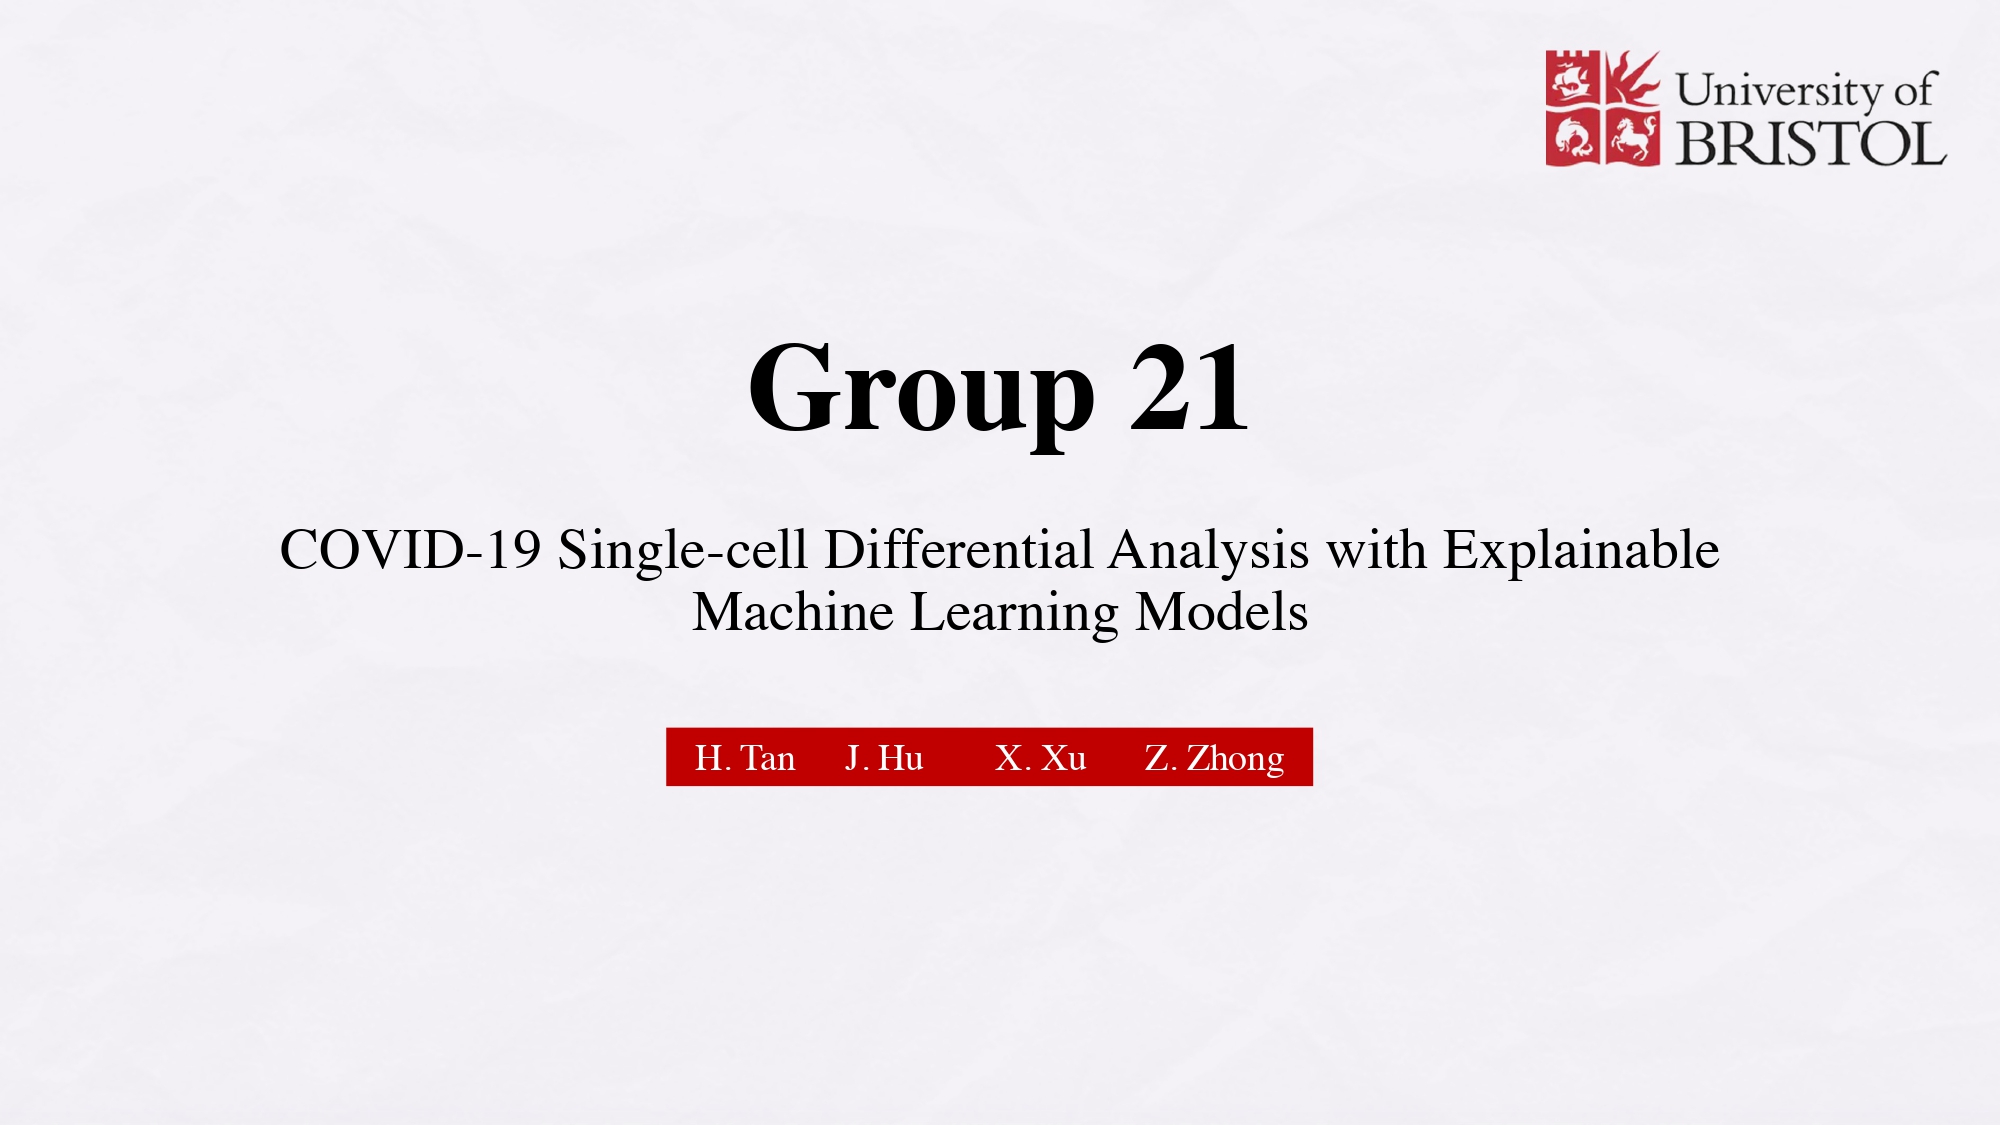 University of
BRISTOL
Group 21
COVID-19 Single-cell Differential Analysis with Explainable
Machine Learning Models
H. Tan J. Hu X. Xu Z. Zhong